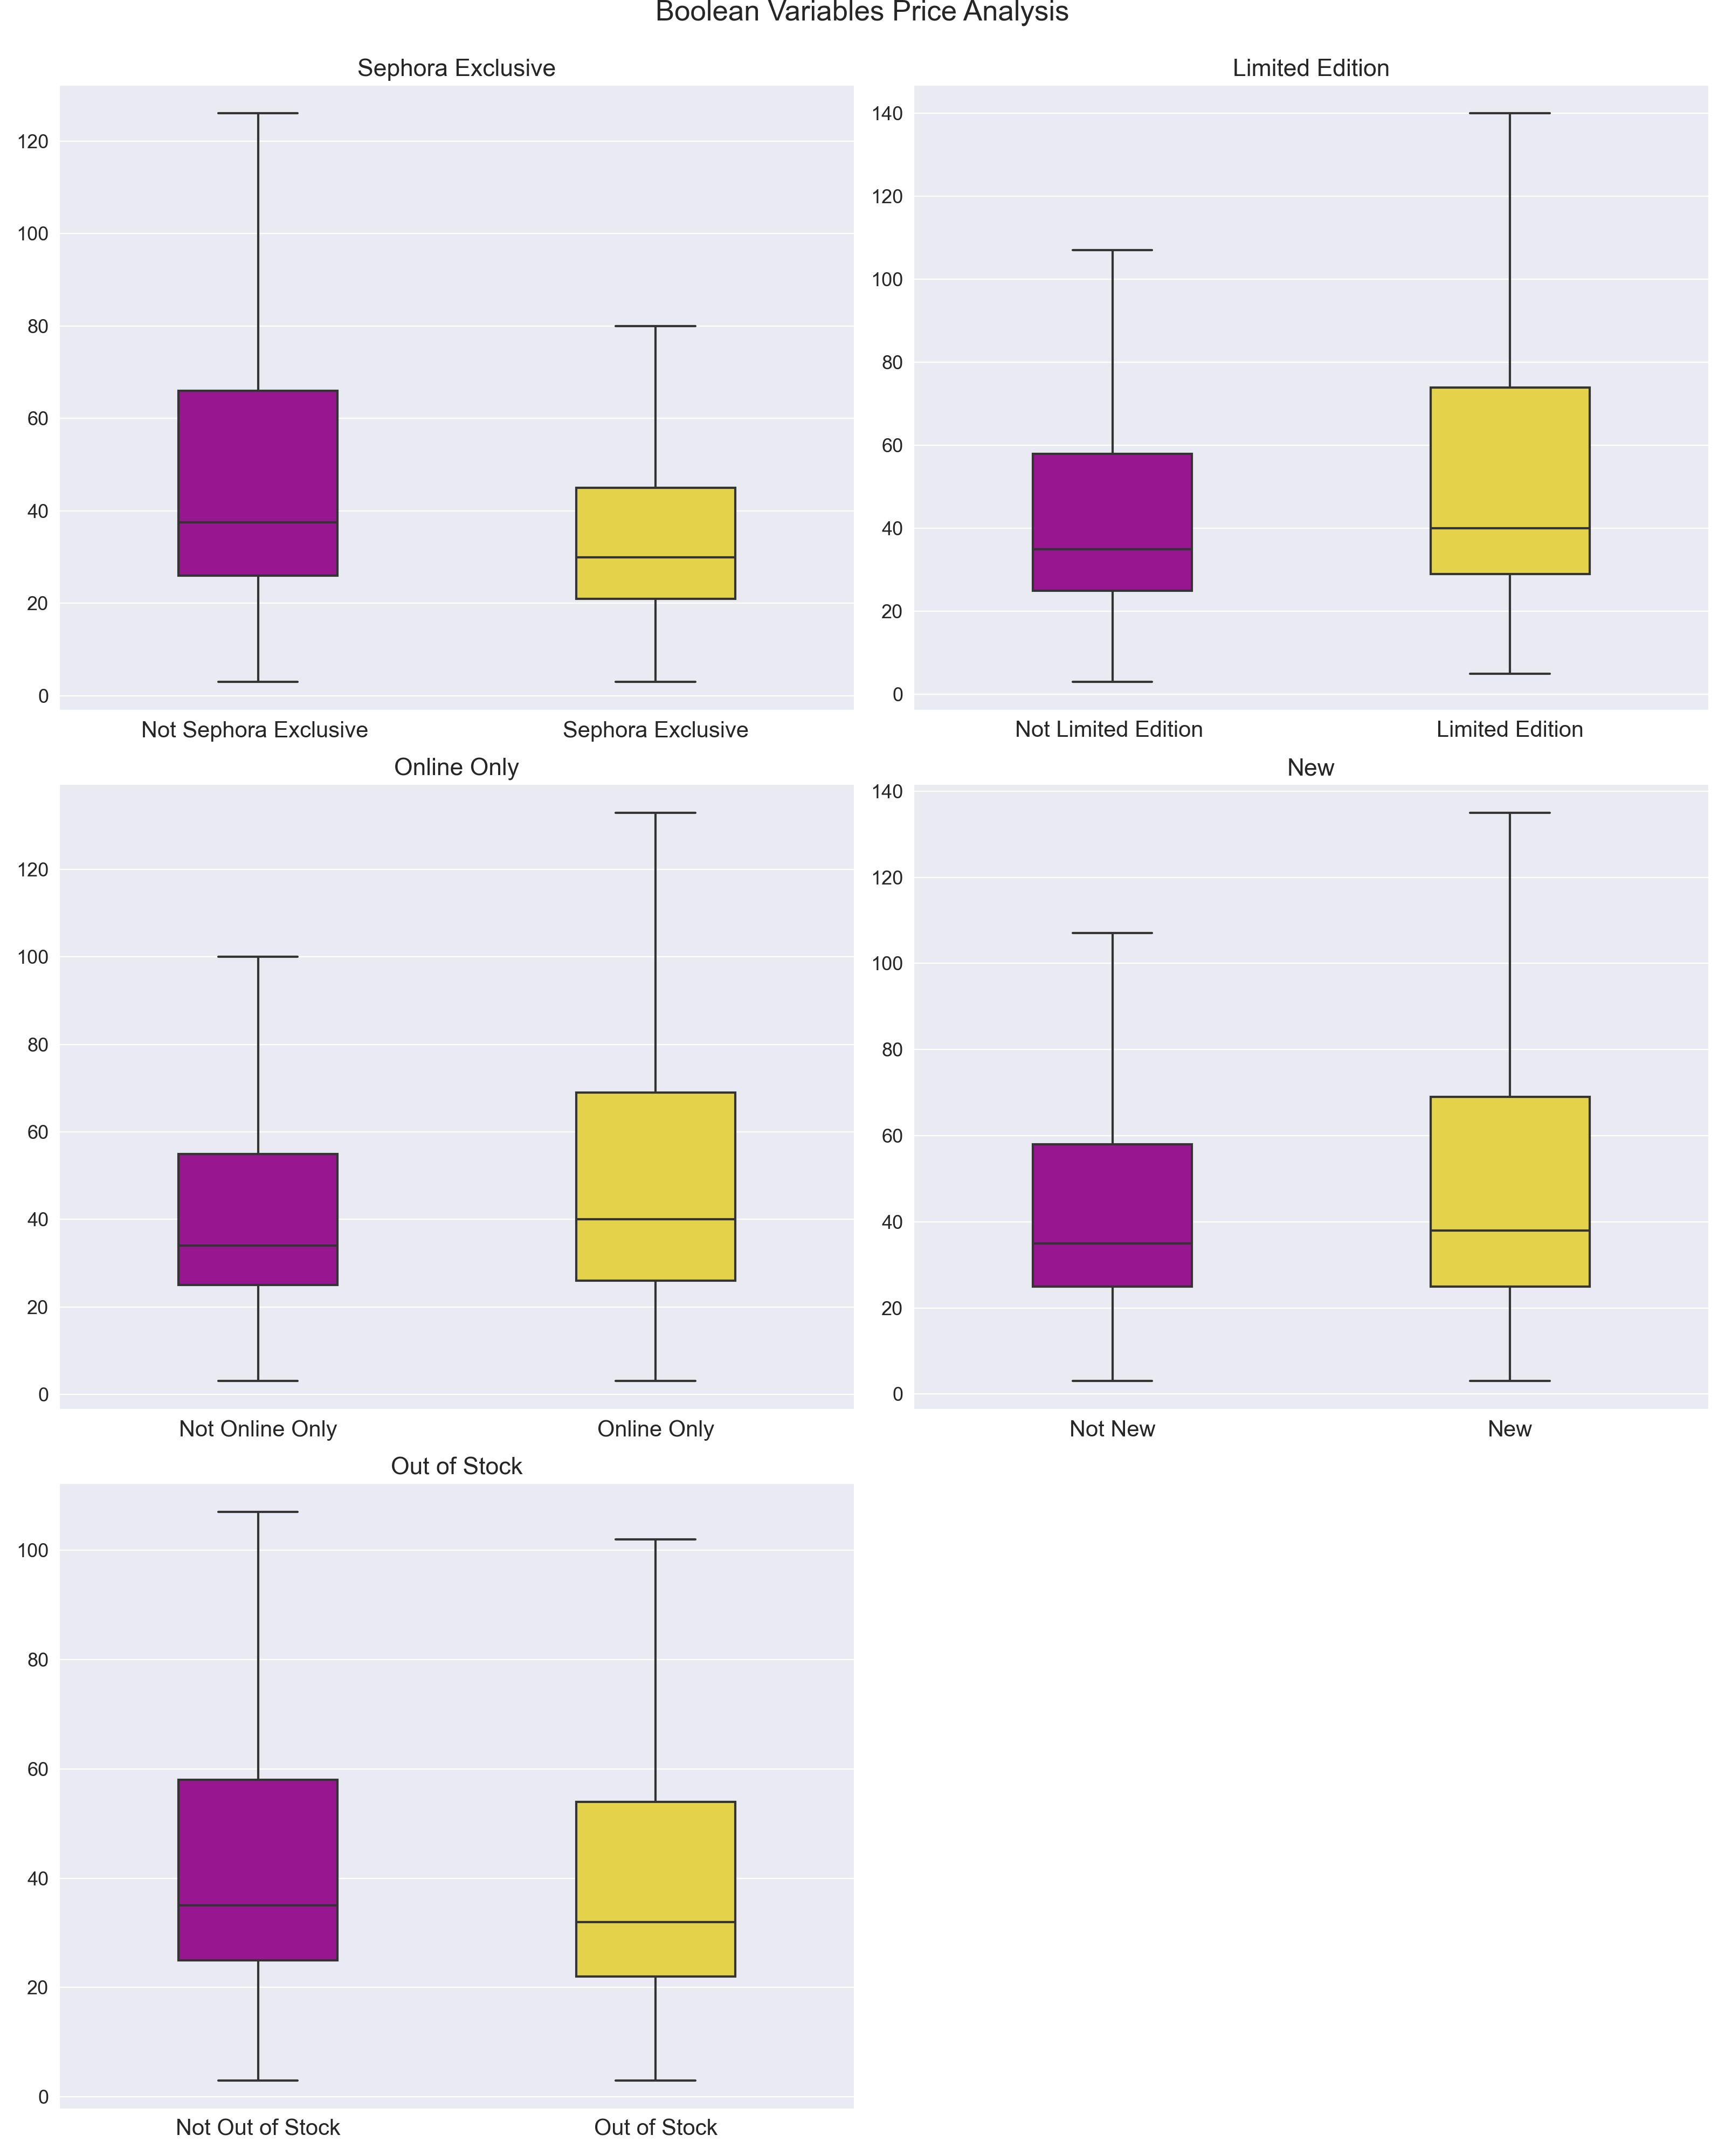 Boolean Variables Price Analysis
Sephora Exclusive
120
100
80
60
40
20
0
Not Sephora Exclusive
Sephora Exclusive
Limited Edition
140
120
100
80
60
40
20
0
Not Limited Edition
Limited Edition
Online Only
120
100
80
60
40
20
0
Not Online Only
Online Only
New
140
120
100
80
60
40
20
0
Not New
New
Out of Stock
100
80
60
40
20
0
Not Out of Stock
Out of Stock